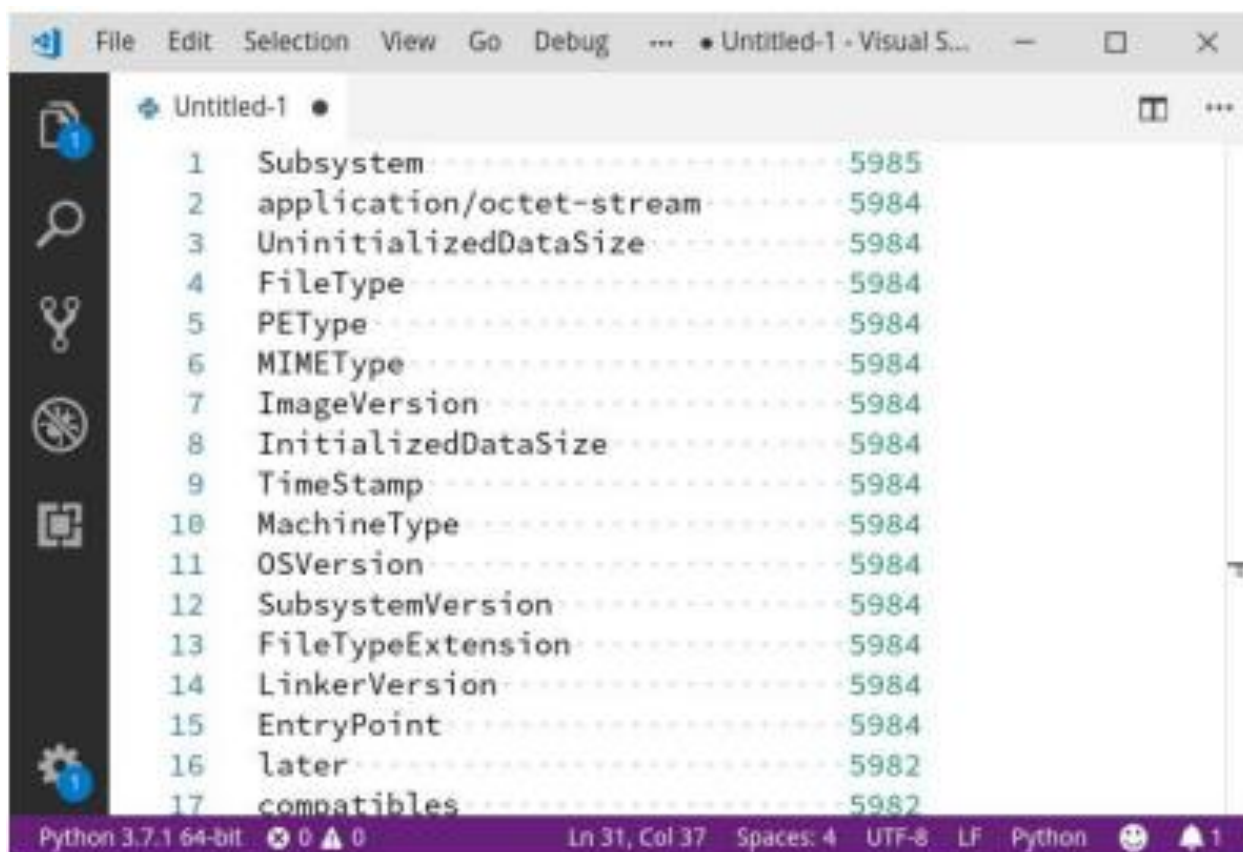 File Edit Selection View Go Debug ··· ● Untitled-1 - Visual S...
Untitled-1 ●
1 Subsystem 5985
2 application/octet-stream 5984
3 UninitializedDataSize 5984
4 FileType 5984
5 PEType 5984
6 MIMEType 5984
7 ImageVersion 5984
8 InitializedDataSize 5984
9 TimeStamp 5984
10 MachineType 5984
11 OSVersion 5984
12 SubsystemVersion 5984
13 FileTypeExtension 5984
14 LinkerVersion 5984
15 EntryPoint 5984
16 later 5982
17 compatibles 5982
Python 3.7.1 64-bit 0 0 Ln 31, Col 37 Spaces: 4 UTF-8 LF Python 1